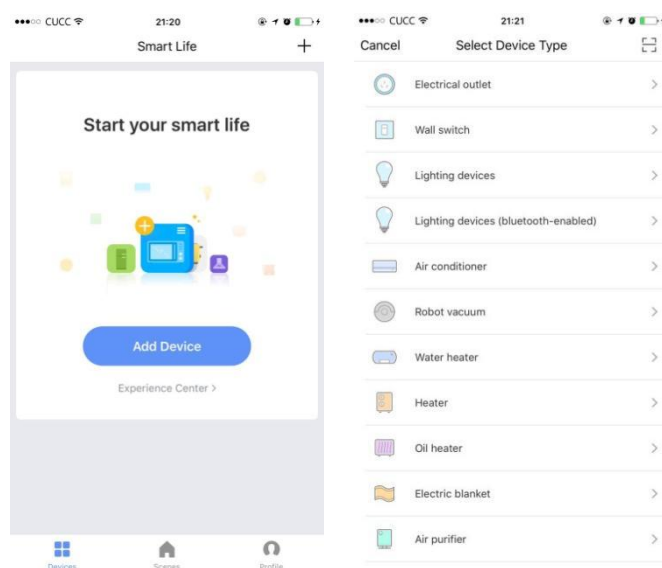 CUCC 21:20
Smart Life +
Start your smart life
Add Device
Experience Center >
Devices Scenes Profile
CUCC 21:21
Cancel Select Device Type
Electrical outlet
Wall switch
Lighting devices
Lighting devices (bluetooth-enabled)
Air conditioner
Robot vacuum
Water heater
Heater
Oil heater
Electric blanket
Air purifier